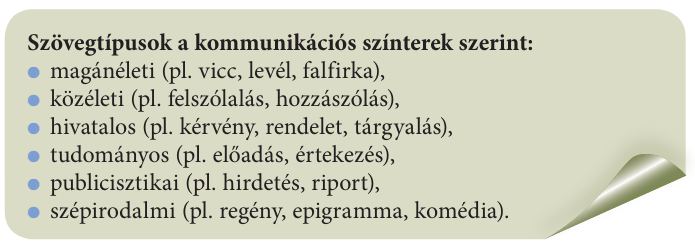 Szövegtípusok a kommunikációs színterek szerint:
magánéleti (pl. vicc, levél, falfirka),
közéleti (pl. felszólalás, hozzászólás),
hivatalos (pl. kérvény, rendelet, tárgyalás),
tudományos (pl. előadás, értekezés),
publicisztikai (pl. hirdetés, riport),
szépirodalmi (pl. regény, epigramma, komédia).